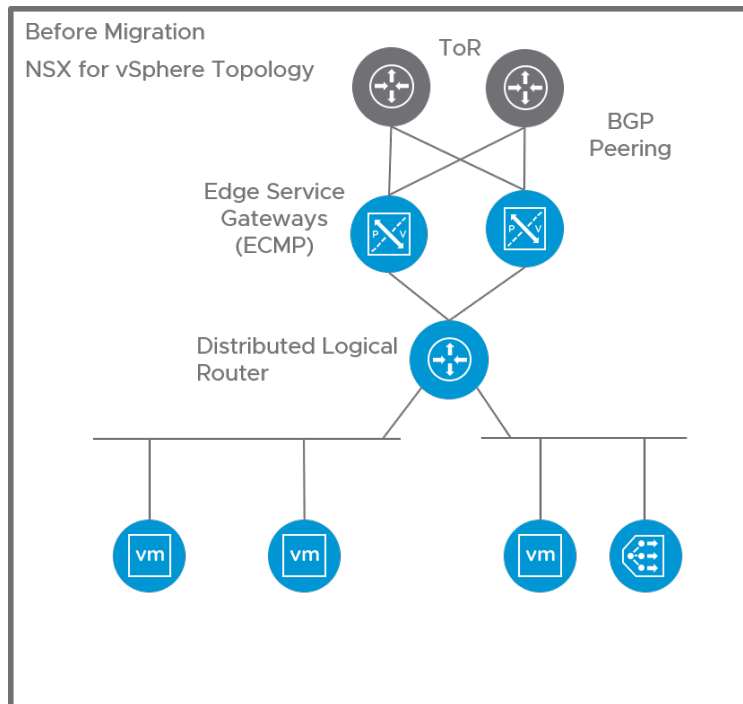 Before Migration
NSX for vSphere Topology
ToR
BGP
Peering
Edge Service
Gateways
(ECMP)
P
V
P
V
Distributed Logical
Router
vm
vm
vm